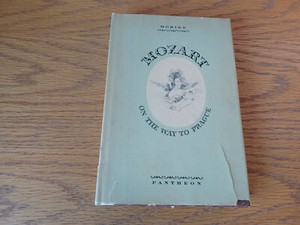 MÖRIKE
MOZART
ON THE WAY TO PRAGUE
PANTHEON